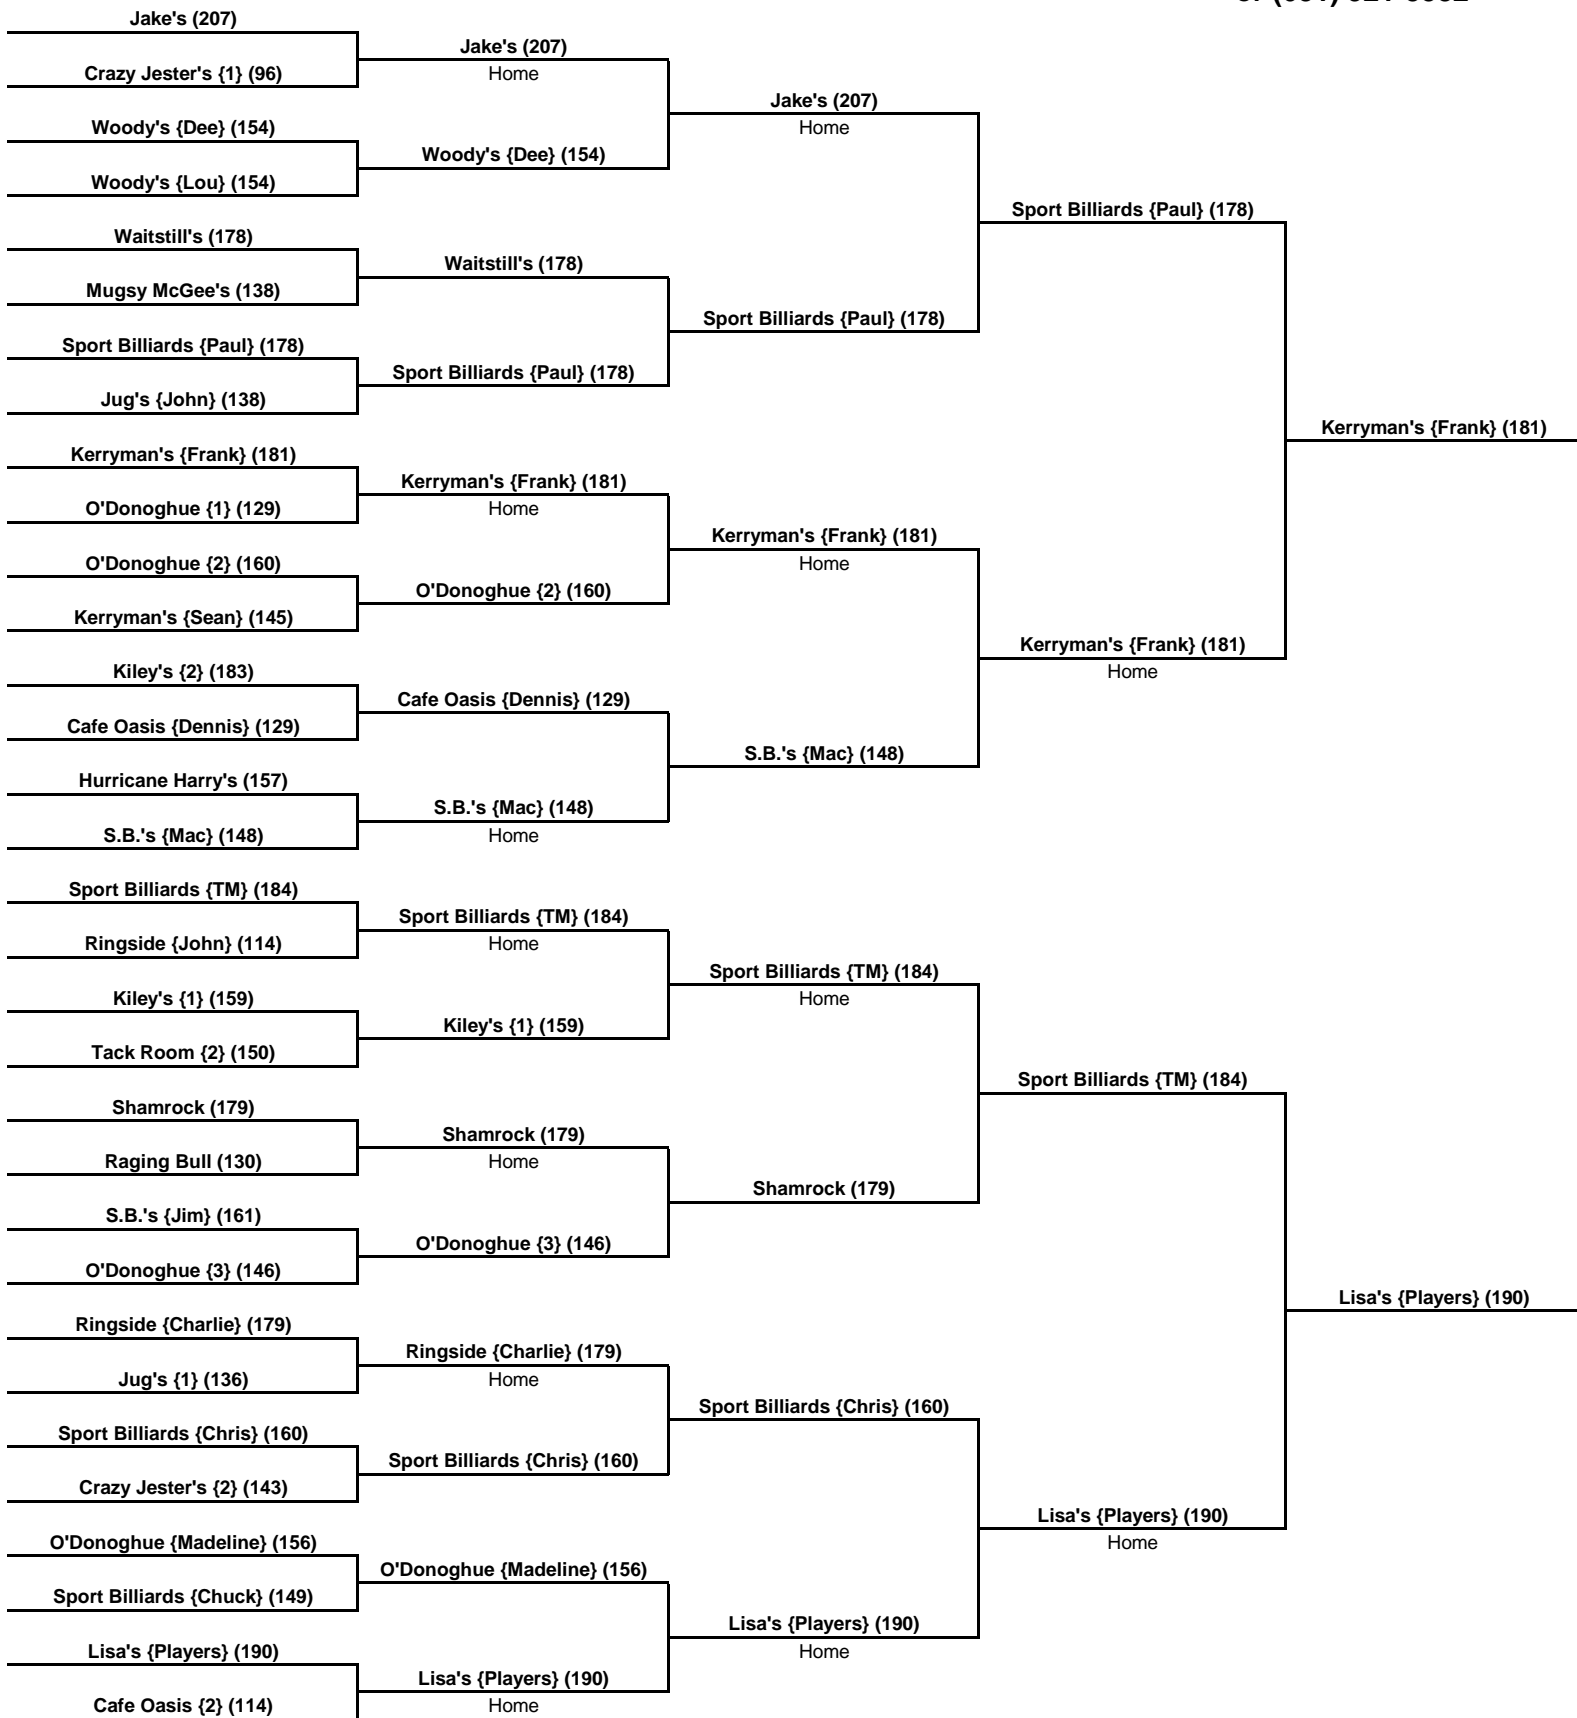 Jake's (207)
Crazy Jester's {1} (96)
Woody's {Dee} (154)
Woody's {Lou} (154)
Waitstill's (178)
Mugsy McGee's (138)
Sport Billiards {Paul} (178)
Jug's {John} (138)
Kerryman's {Frank} (181)
O'Donoghue {1} (129)
O'Donoghue {2} (160)
Kerryman's {Sean} (145)
Kiley's {2} (183)
Cafe Oasis {Dennis} (129)
Hurricane Harry's (157)
S.B.'s {Mac} (148)
Sport Billiards {TM} (184)
Ringside {John} (114)
Kiley's {1} (159)
Tack Room {2} (150)
Shamrock (179)
Raging Bull (130)
S.B.'s {Jim} (161)
O'Donoghue {3} (146)
Ringside {Charlie} (179)
Jug's {1} (136)
Sport Billiards {Chris} (160)
Crazy Jester's {2} (143)
O'Donoghue {Madeline} (156)
Sport Billiards {Chuck} (149)
Lisa's {Players} (190)
Cafe Oasis {2} (114)
Jake's (207)
Home
Woody's {Dee} (154)
Waitstill's (178)
Sport Billiards {Paul} (178)
Kerryman's {Frank} (181)
Home
O'Donoghue {2} (160)
Cafe Oasis {Dennis} (129)
S.B.'s {Mac} (148)
Home
Sport Billiards {TM} (184)
Home
Kiley's {1} (159)
Shamrock (179)
Home
O'Donoghue {3} (146)
Ringside {Charlie} (179)
Home
Sport Billiards {Chris} (160)
O'Donoghue {Madeline} (156)
Lisa's {Players} (190)
Home
Jake's (207)
Home
Sport Billiards {Paul} (178)
Kerryman's {Frank} (181)
Home
S.B.'s {Mac} (148)
Sport Billiards {TM} (184)
Home
Shamrock (179)
Sport Billiards {Chris} (160)
Lisa's {Players} (190)
Home
Sport Billiards {Paul} (178)
Kerryman's {Frank} (181)
Home
Sport Billiards {TM} (184)
Lisa's {Players} (190)
Home
Kerryman's {Frank} (181)
Lisa's {Players} (190)